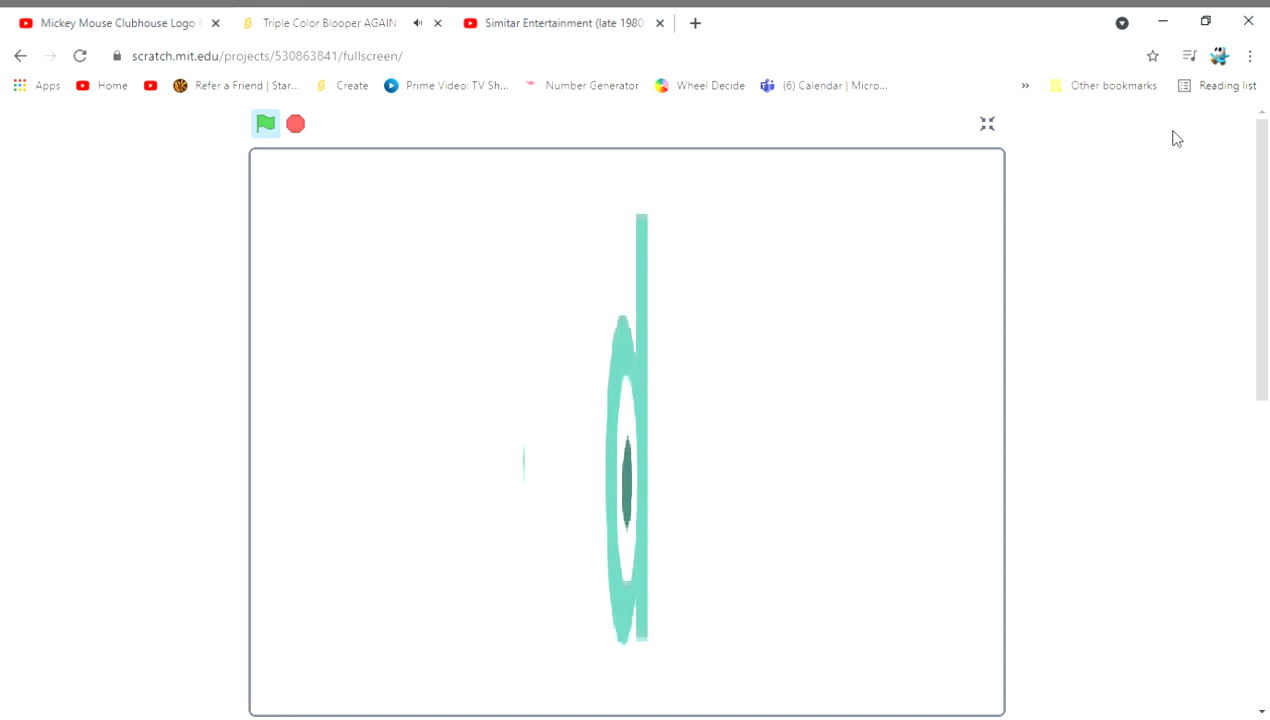 Mickey Mouse Clubhouse Logo
Triple Color Blooper AGAIN
Simitar Entertainment (late 1980
scratch.mit.edu/projects/530863841/fullscreen/
Apps
Home
Refer a Friend | Star...
Create
Prime Video: TV Sh...
Number Generator
Wheel Decide
(6) Calendar | Micro...
»
Other bookmarks
Reading list